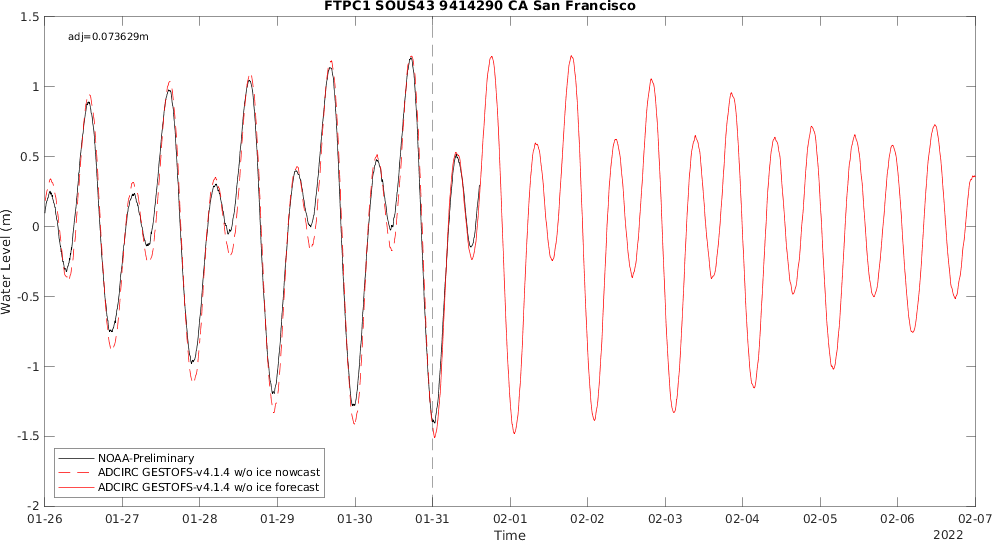 FTPC1 SOUS43 9414290 CA San Francisco
adj=0.073629m
1.5
1
0.5
0
-0.5
-1
-1.5
-2
Water Level (m)
NOAA-Preliminary
ADCIRC GESTOFS-v4.1.4 w/o ice nowcast
ADCIRC GESTOFS-v4.1.4 w/o ice forecast
01-26 01-27 01-28 01-29 01-30 01-31 02-01 02-02 02-03 02-04 02-05 02-06 02-07
Time
2022